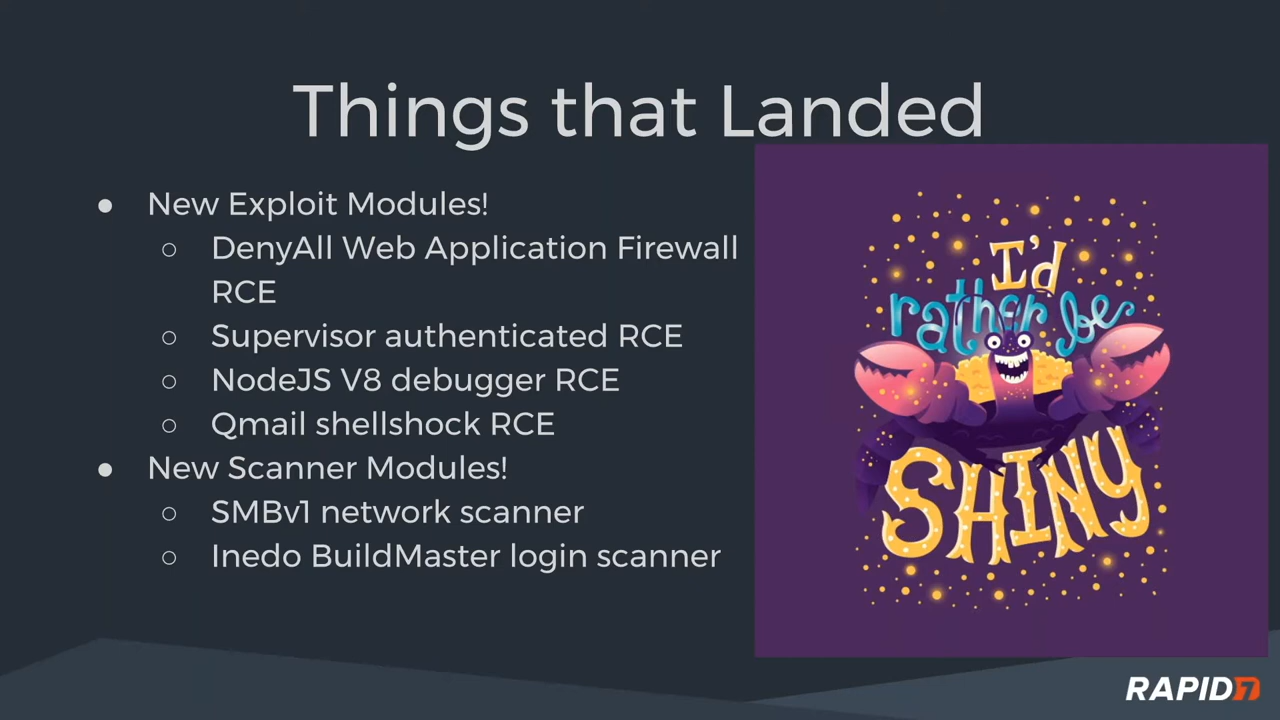 Things that Landed
● New Exploit Modules!
○ DenyAll Web Application Firewall
RCE
○ Supervisor authenticated RCE
○ NodeJS V8 debugger RCE
○ Qmail shellshock RCE
● New Scanner Modules!
○ SMBv1 network scanner
○ Inedo BuildMaster login scanner
I'd
rather be
SHINY
RAPID7